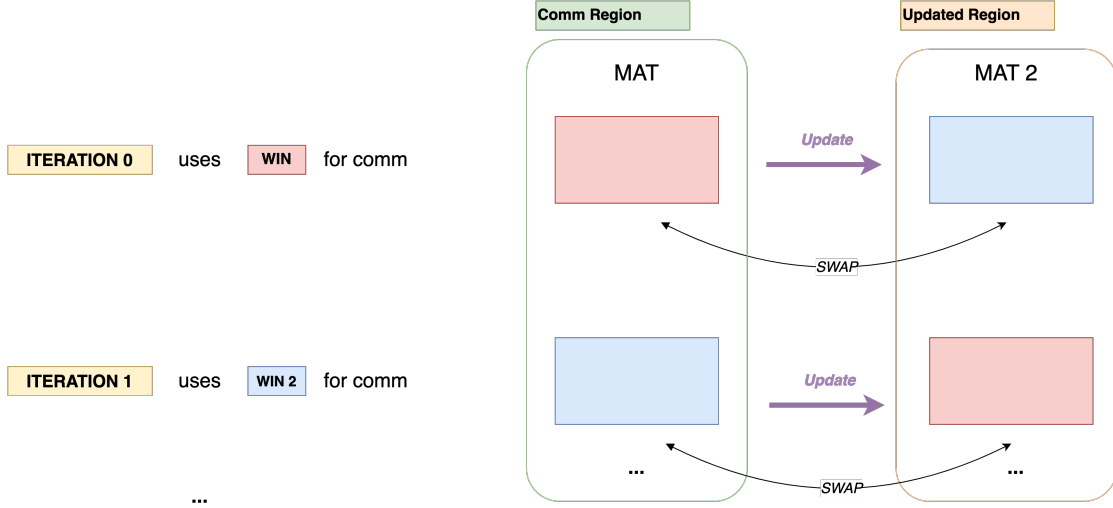 Comm Region
Updated Region
MAT
MAT 2
ITERATION 0 uses WIN for comm
Update
SWAP
ITERATION 1 uses WIN 2 for comm
Update
...
...
SWAP
...